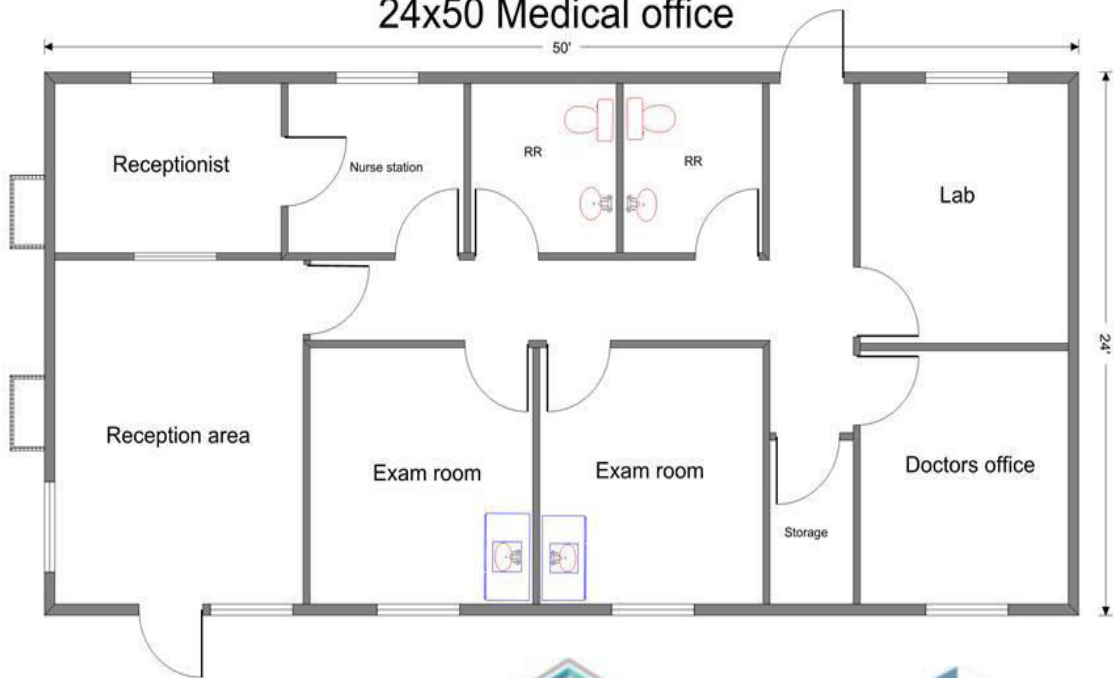 24x50 Medical office
50'
Receptionist
Nurse station
RR
RR
Lab
24'
Reception area
Exam room
Exam room
Doctors office
Storage